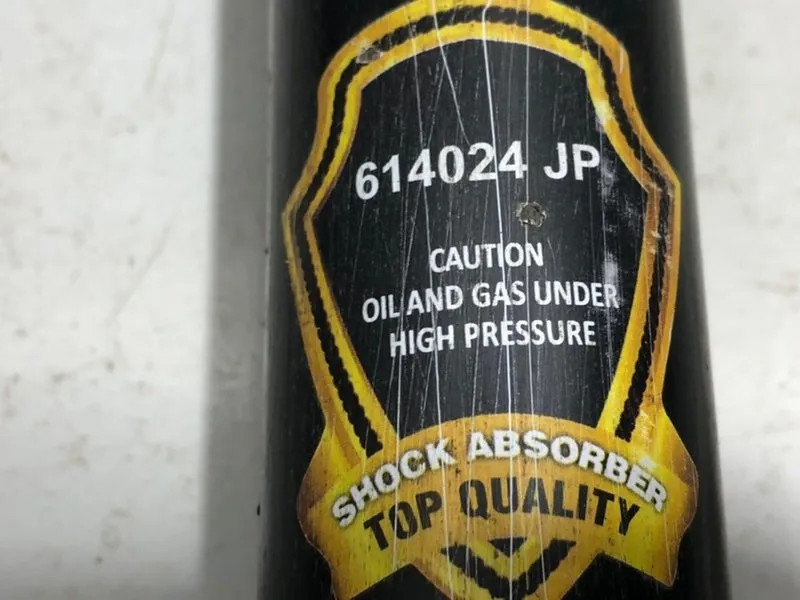 614024 JP
CAUTION
OIL AND GAS UNDER
HIGH PRESSURE
SHOCK ABSORBER
TOP QUALITY